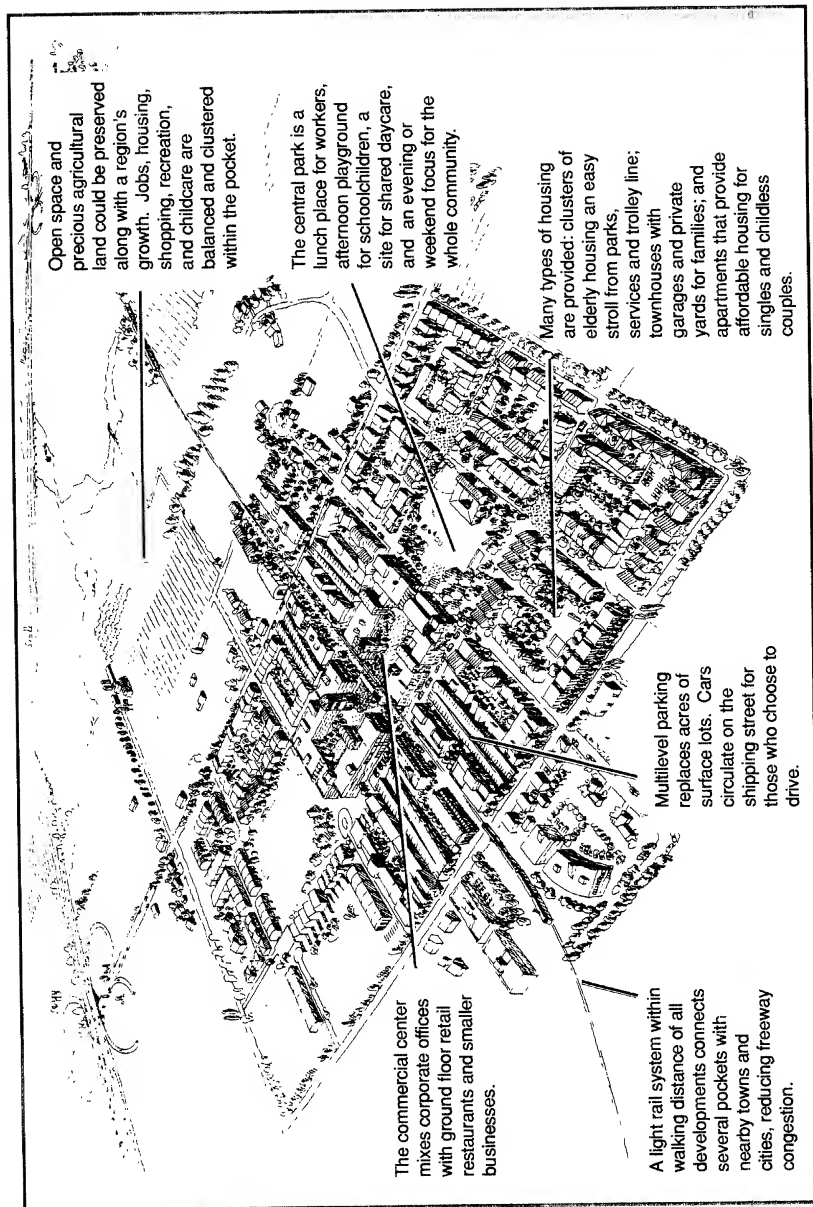 Open space and
precious agricultural
land could be preserved
along with a region's
growth. Jobs, housing,
shopping, recreation,
and childcare are
balanced and clustered
within the pocket.
The central park is a
lunch place for workers,
afternoon playground
for schoolchildren, a
site for shared daycare,
and an evening or
weekend focus for the
whole community.
Many types of housing
are provided: clusters of
elderly housing an easy
stroll from parks,
services and trolley line;
townhouses with
garages and private
yards for families; and
apartments that provide
affordable housing for
singles and childless
couples.
The commercial center
mixes corporate offices
with ground floor retail
restaurants and smaller
businesses.
Multilevel parking
replaces acres of
surface lots. Cars
circulate on the
shipping street for
those who choose to
drive.
A light rail system within
walking distance of all
developments connects
several pockets with
nearby towns and
cities, reducing freeway
congestion.